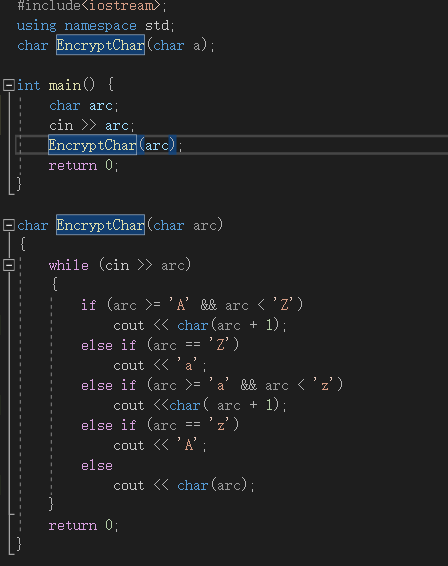 #include<iostream>;
using namespace std;
char EncryptChar(char a);
int main() {
char arc;
cin >> arc;
EncryptChar(arc);
return 0;
}
char EncryptChar(char arc)
{
while (cin >> arc)
{
if (arc >= 'A' && arc < 'Z')
cout << char(arc + 1);
else if (arc == 'Z')
cout << 'a';
else if (arc >= 'a' && arc < 'z')
cout <<char( arc + 1);
else if (arc == 'z')
cout << 'A';
else
cout << char(arc);
}
return 0;
}